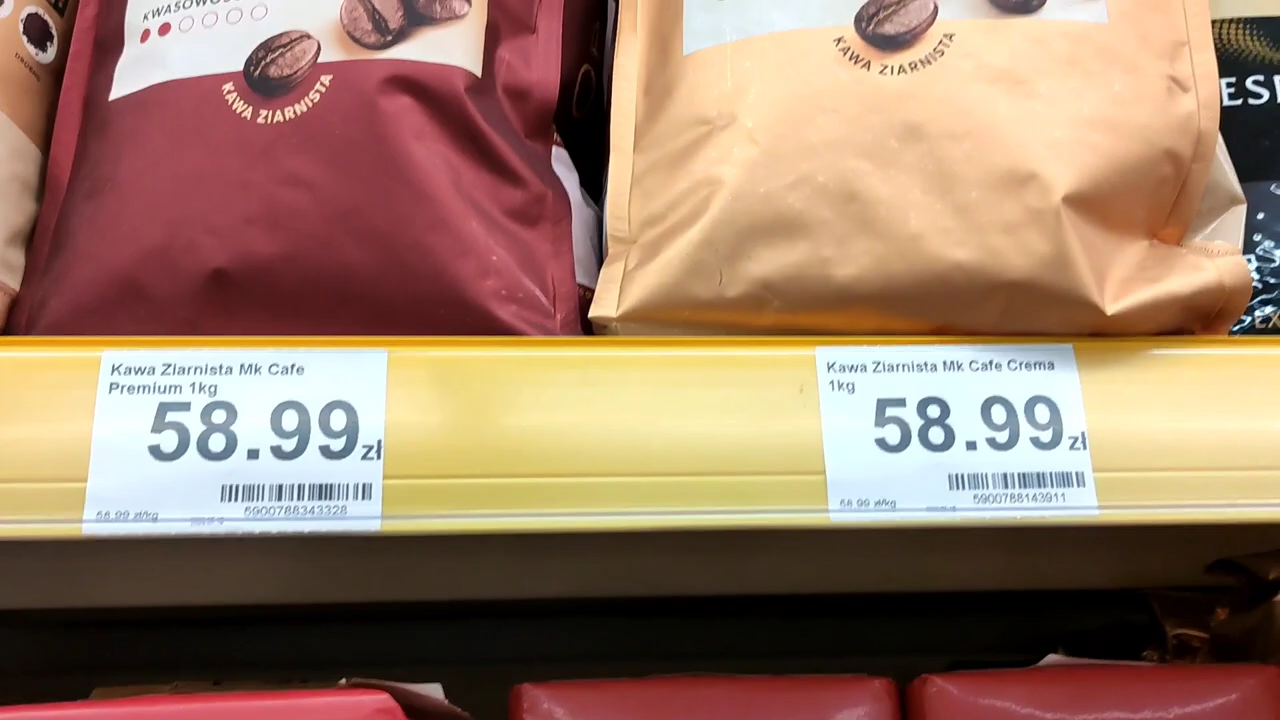 KWASOWOŚĆ
KAWA ZIARNISTA
KAWA ZIARNISTA
Kawa Ziarnista Mk Cafe
Premium 1kg
58.99zł
5900788343328
58.99 zł/kg
Kawa Ziarnista Mk Cafe Crema
1kg
58.99zł
5900788143911
58.99 zł/kg